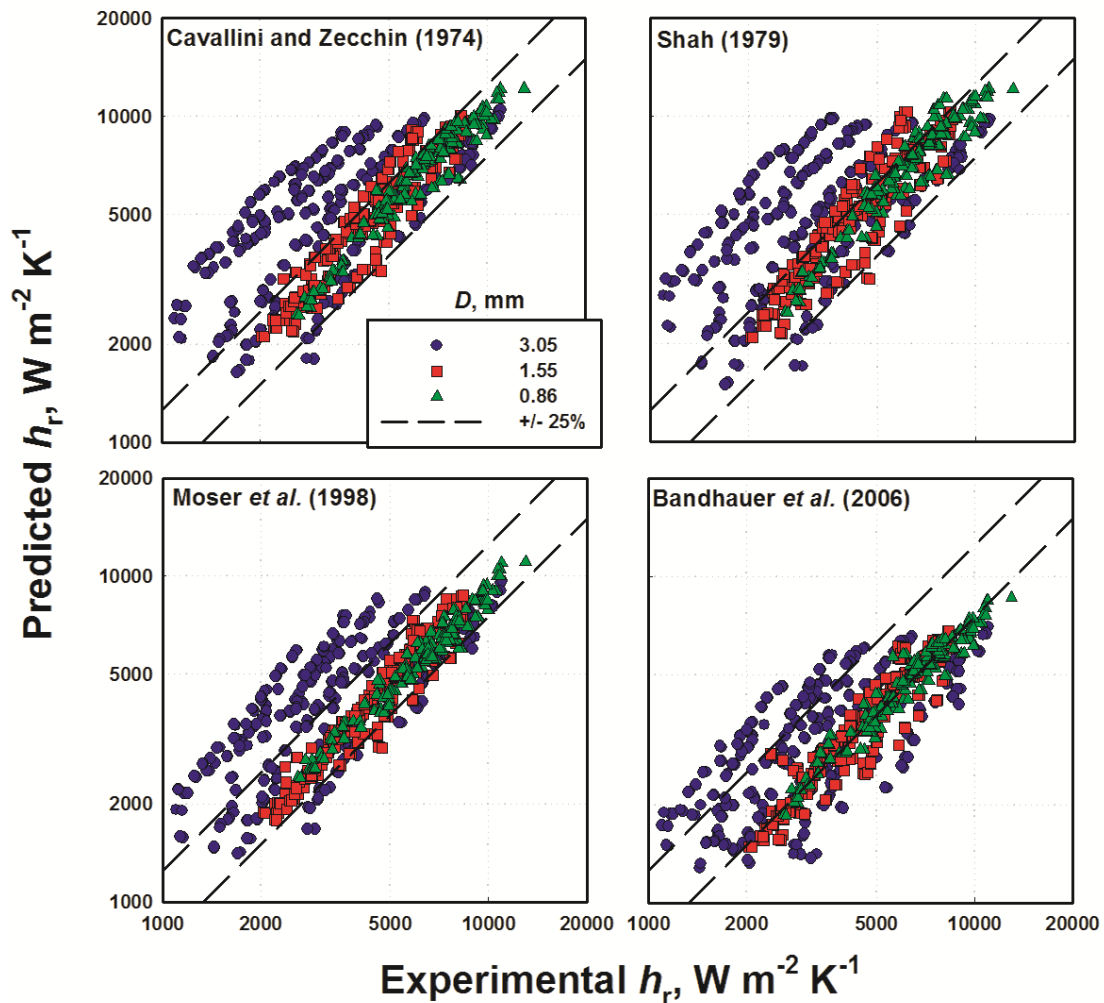 Predicted hr, W m-2 K-1
20000
10000
5000
2000
1000
Cavallini and Zecchin (1974)
D, mm
3.05
1.55
0.86
+/- 25%
Shah (1979)
20000
10000
5000
2000
1000
Moser et al. (1998)
1000 2000 5000 10000 20000
Bandhauer et al. (2006)
1000 2000 5000 10000 20000
Experimental hr, W m-2 K-1